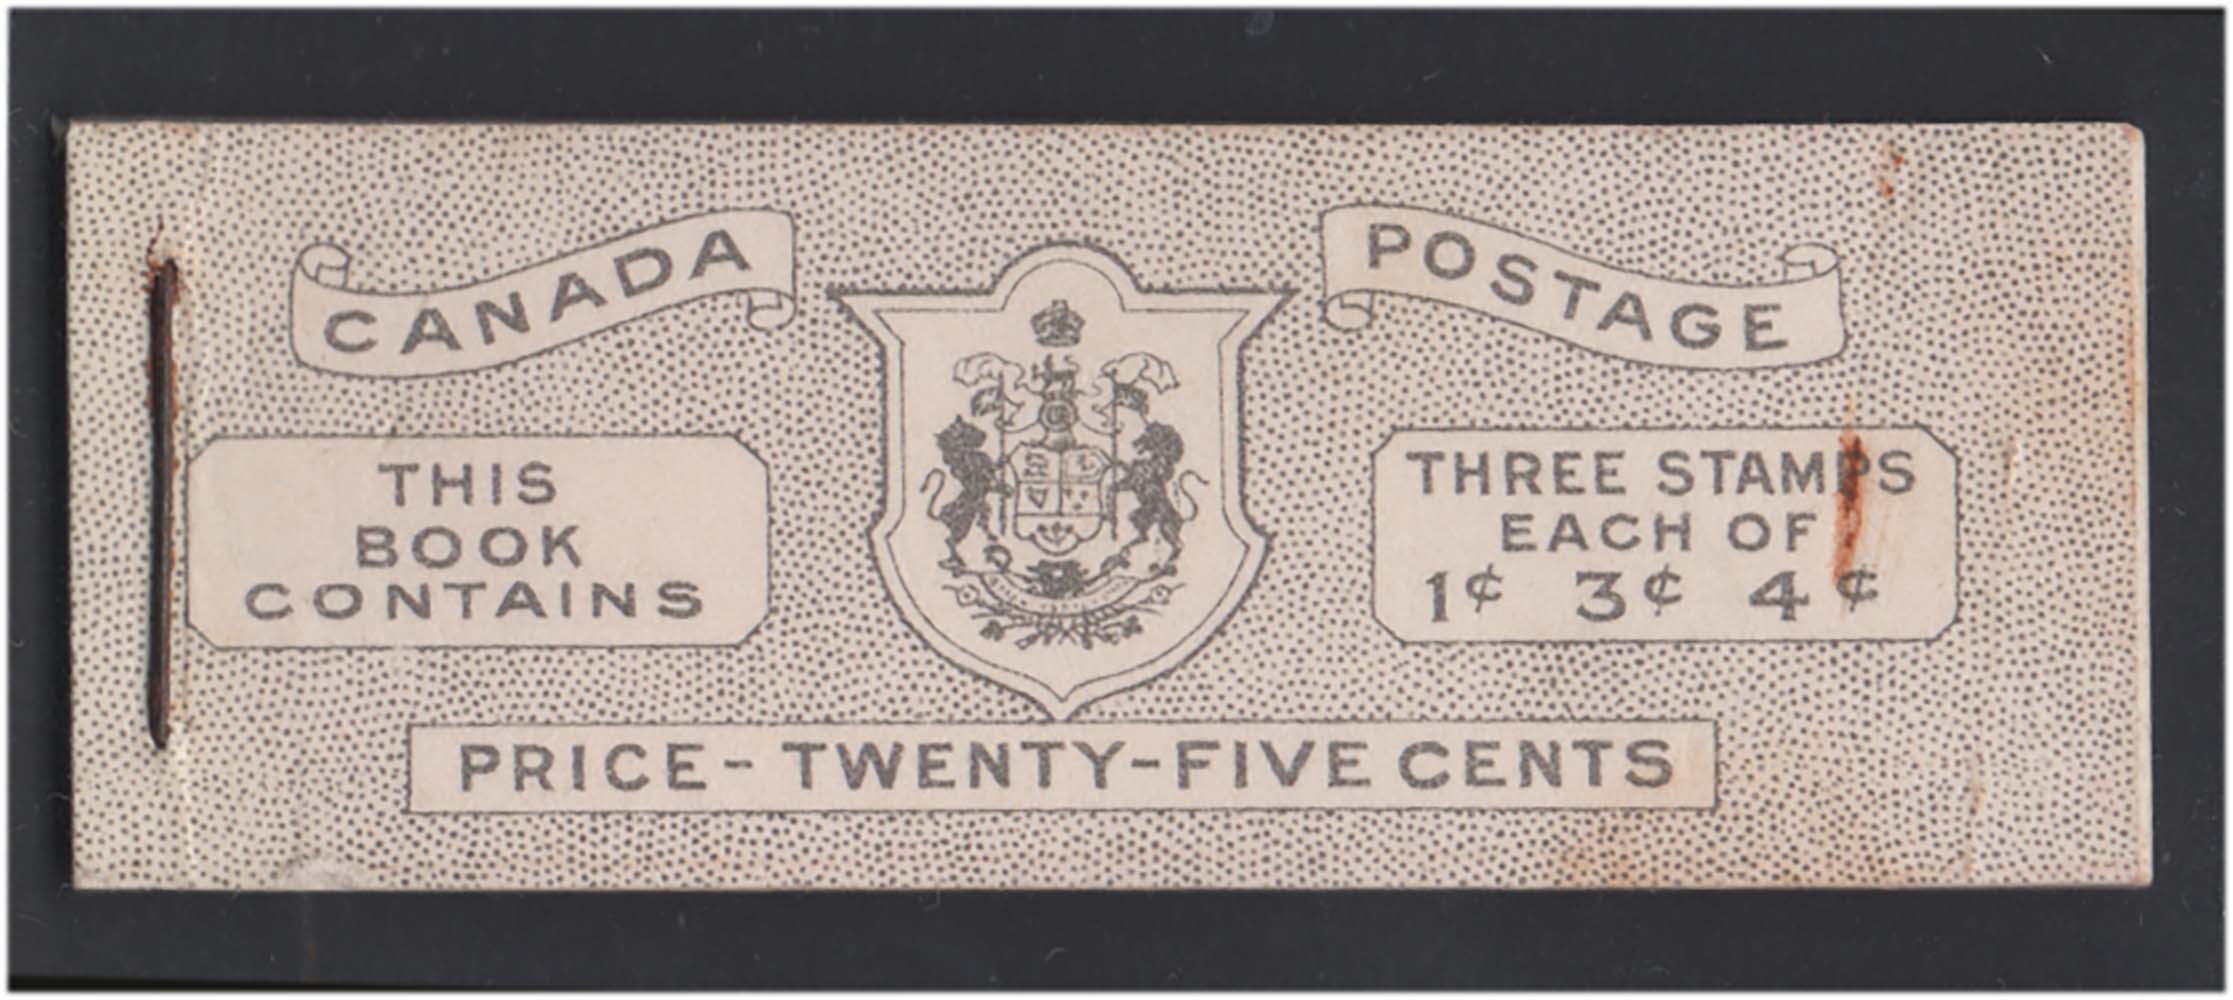 CANADA
POSTAGE
THIS
BOOK
CONTAINS
THREE STAMPS
EACH OF
1¢ 3¢ 4¢
PRICE - TWENTY-FIVE CENTS